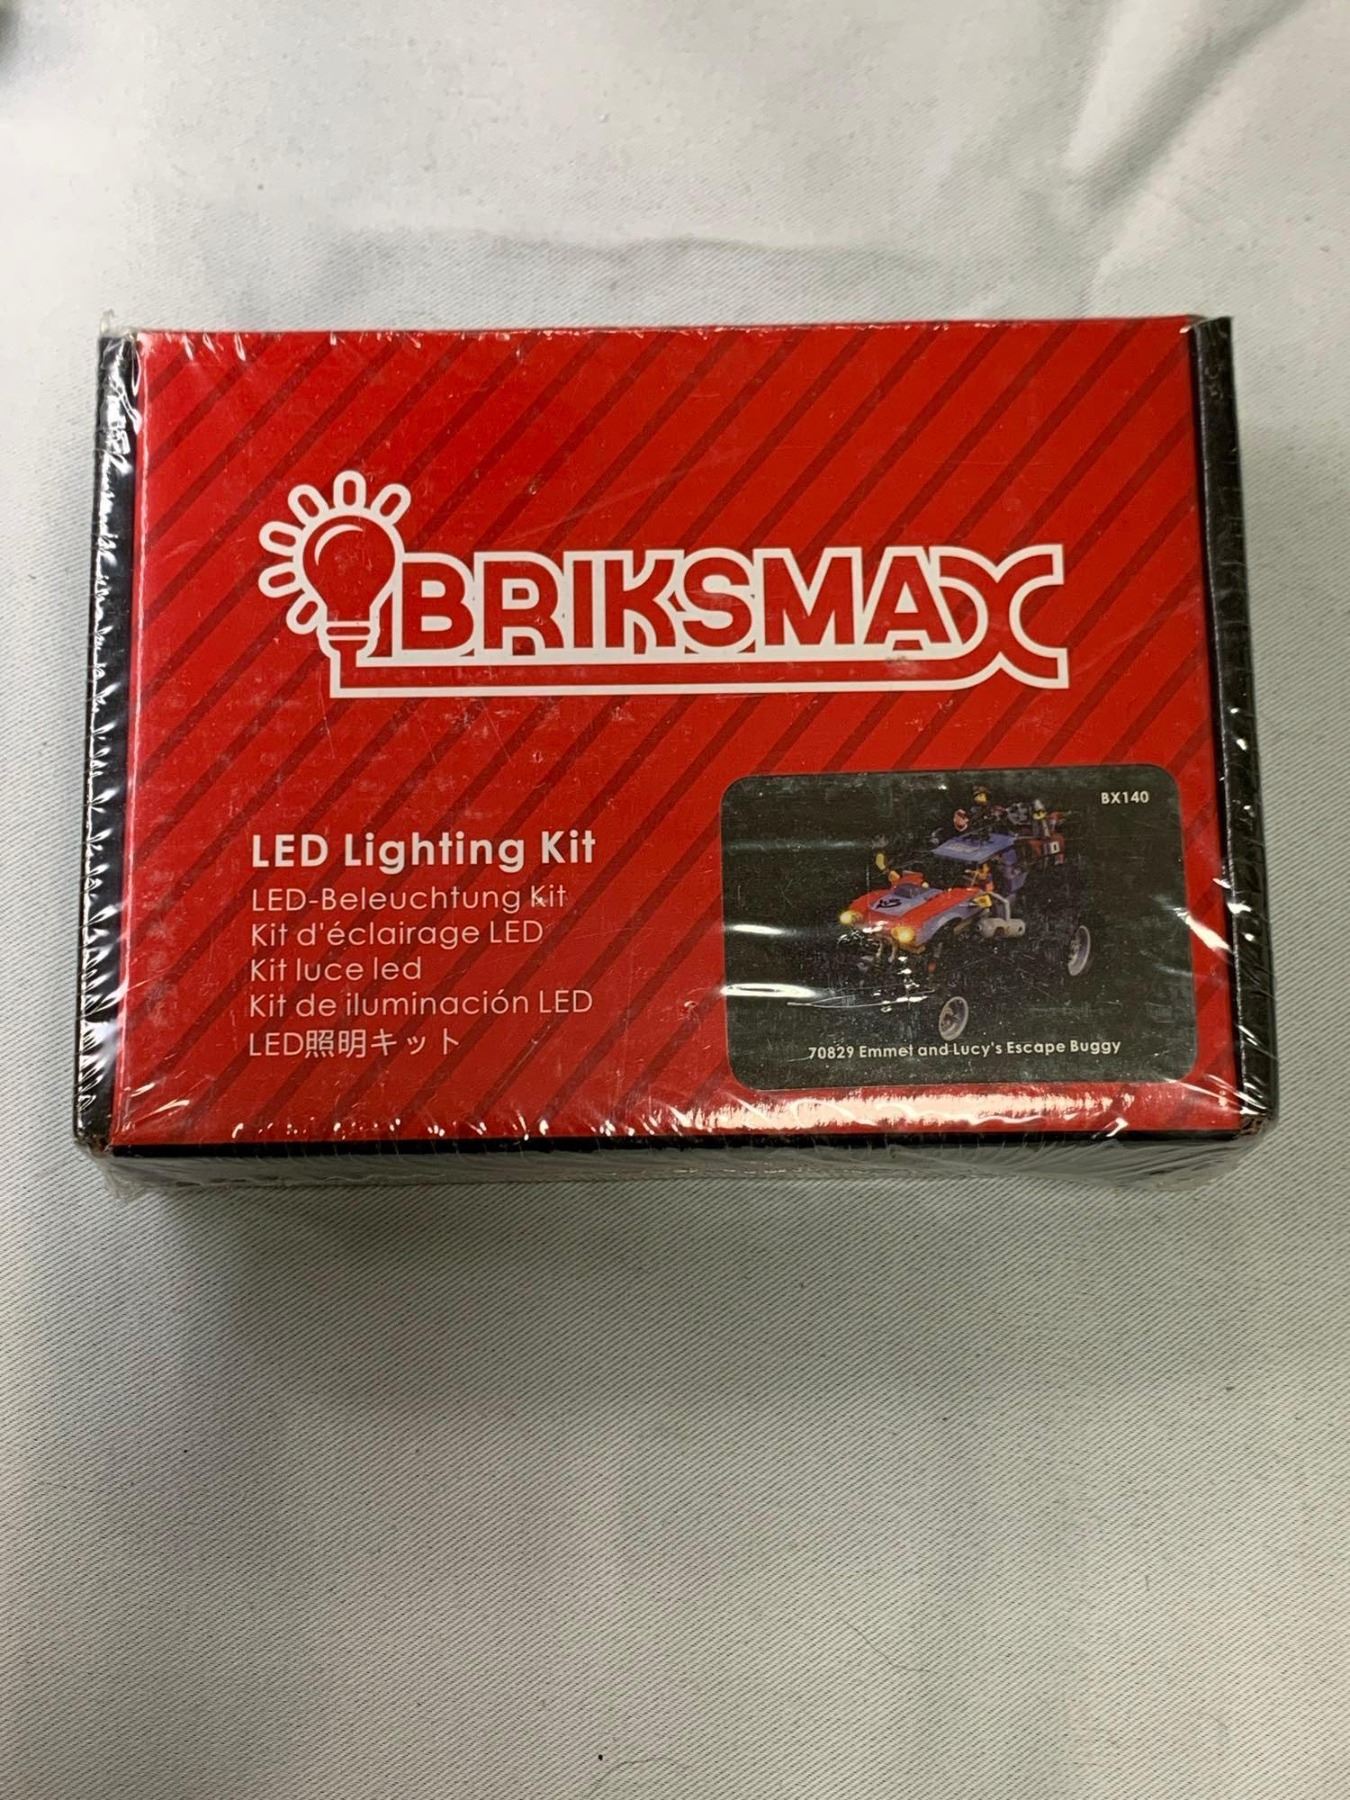 BRIKSMAX
LED Lighting Kit
LED-Beleuchtung Kit
Kit d'éclairage LED
Kit luce led
Kit de iluminación LED
LED照明キット
BX140
70829 Emmet and Lucy's Escape Buggy